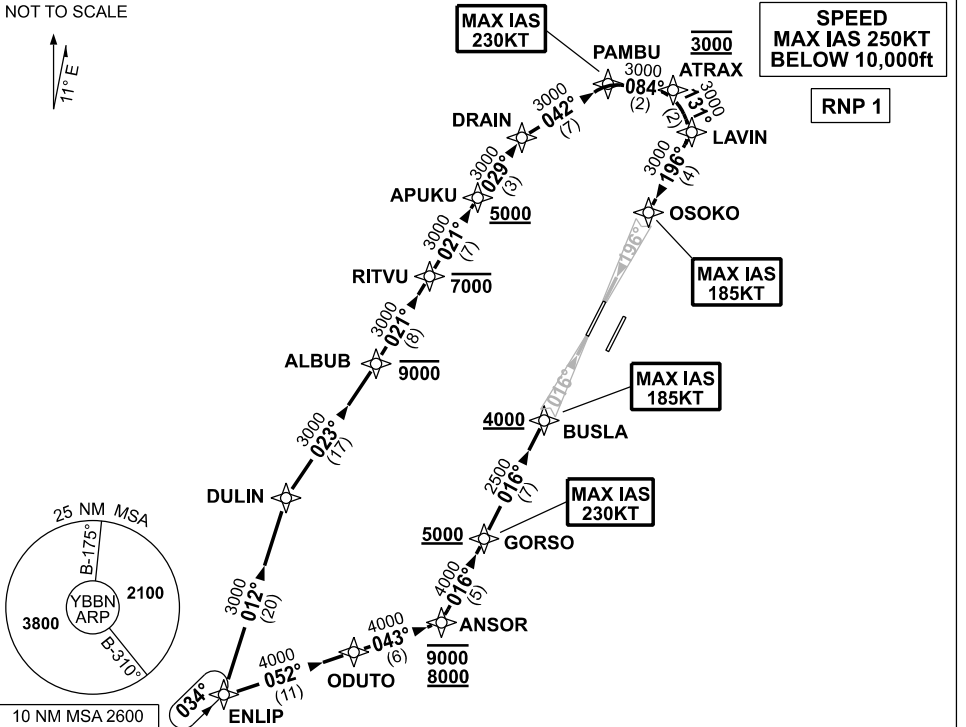 NOT TO SCALE
11° E
MAX IAS
230KT
PAMBU
3000
ATRAX
SPEED
MAX IAS 250KT
BELOW 10,000ft
RNP 1
3000
084°
(2)
3000
131°
(2)
LAVIN
3000
042°
(7)
DRAIN
3000
196°
(4)
3000
029°
(3)
APUKU
5000
OSOKO
3000
021°
(7)
196°
MAX IAS
185KT
RITVU
7000
3000
021°
(8)
ALBUB
9000
016°
MAX IAS
185KT
4000
BUSLA
3000
023°
(17)
2500
016°
(7)
MAX IAS
230KT
DULIN
5000
GORSO
25 NM MSA
B-175°
YBBN
ARP
2100
3800
B-310°
3000
012°
(20)
4000
016°
(5)
ANSOR
9000
8000
4000
043°
(6)
ODUTO
4000
052°
(11)
034°
ENLIP
10 NM MSA 2600